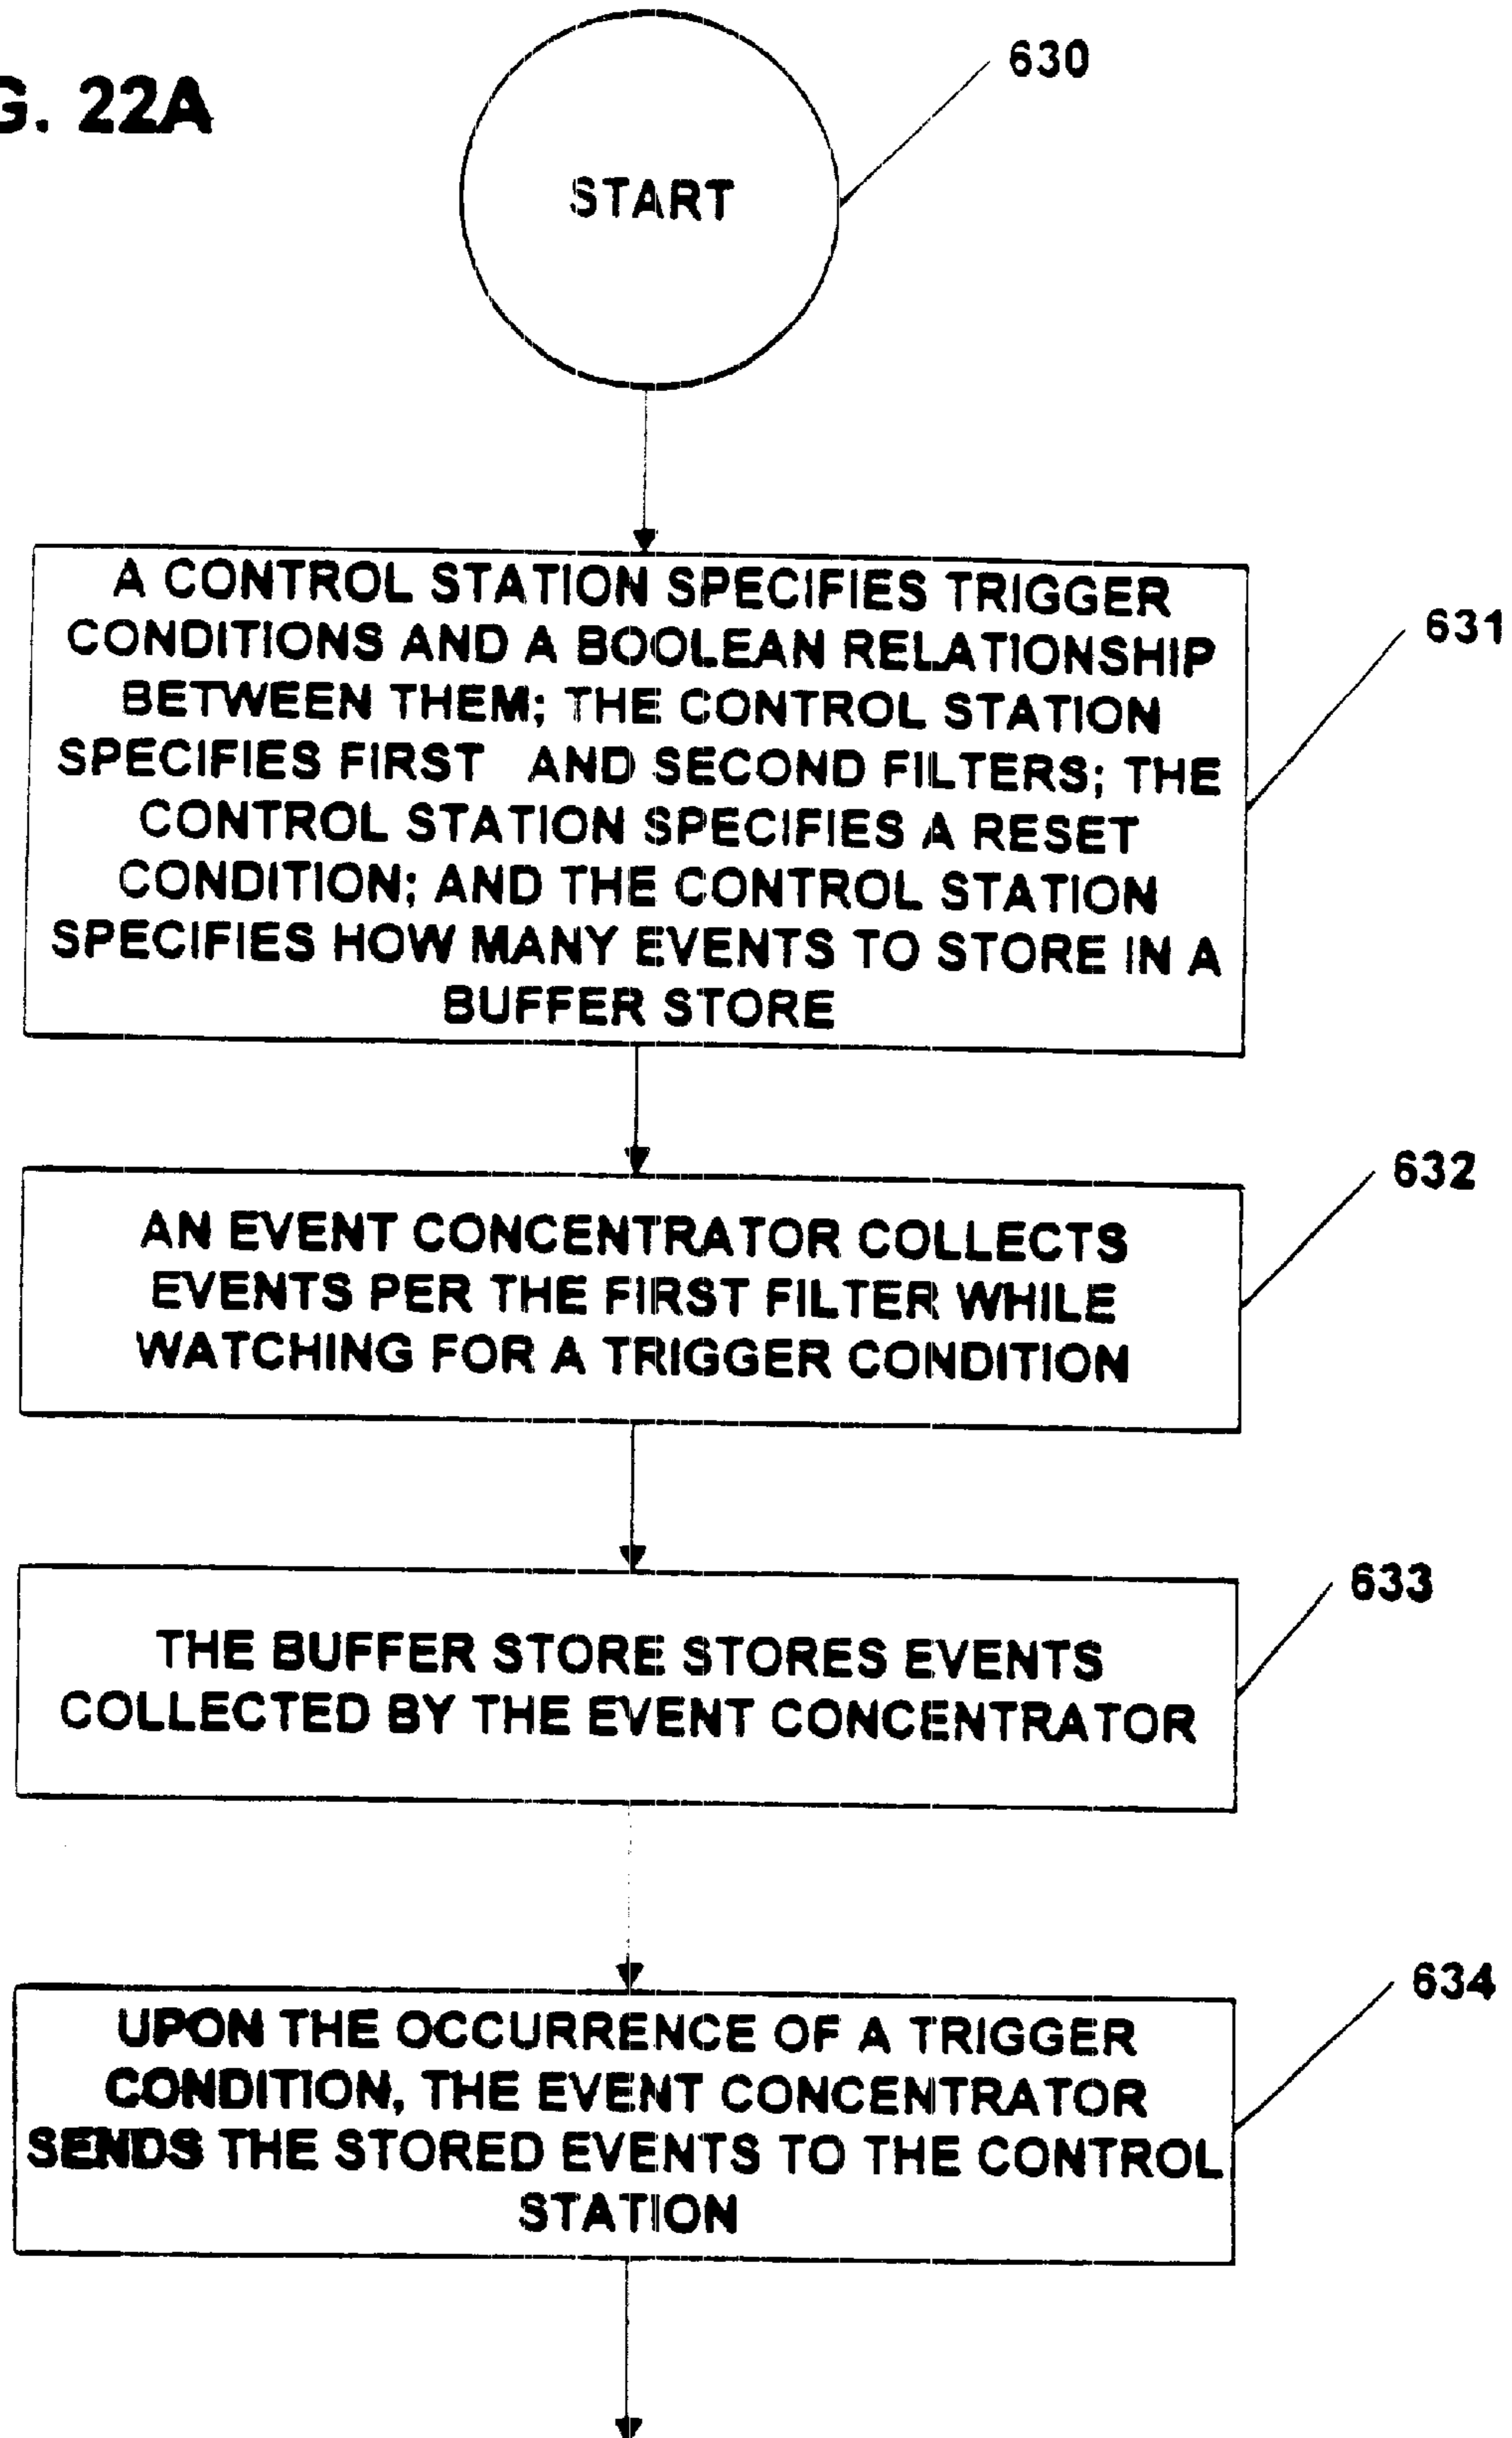 G. 22A
630
START
A CONTROL STATION SPECIFIES TRIGGER
CONDITIONS AND A BOOLEAN RELATIONSHIP
BETWEEN THEM; THE CONTROL STATION
SPECIFIES FIRST AND SECOND FILTERS; THE
CONTROL STATION SPECIFIES A RESET
CONDITION; AND THE CONTROL STATION
SPECIFIES HOW MANY EVENTS TO STORE IN A
BUFFER STORE
631
AN EVENT CONCENTRATOR COLLECTS
EVENTS PER THE FIRST FILTER WHILE
WATCHING FOR A TRIGGER CONDITION
632
THE BUFFER STORE STORES EVENTS
COLLECTED BY THE EVENT CONCENTRATOR
633
UPON THE OCCURRENCE OF A TRIGGER
CONDITION, THE EVENT CONCENTRATOR
SENDS THE STORED EVENTS TO THE CONTROL
STATION
634